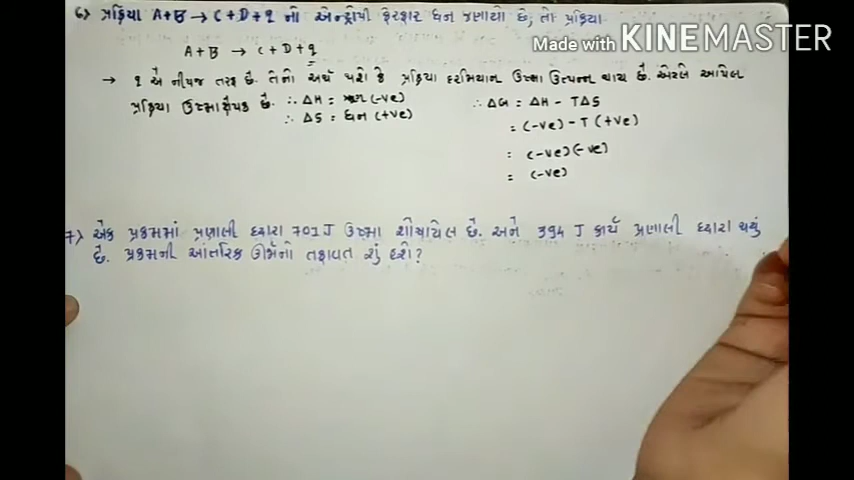 6) પ્રક્રિયા A+B → C+D+q નો એન્ટ્રોપી ફેરફાર ધન જણાયો છે, તો પ્રક્રિયા
Made with KINEMASTER
A+B → C+D+q
→ q એ નીપજ તરફ છે. તેનો અર્થ થશે કે પ્રક્રિયા દરમિયાન ઉષ્મા ઉત્પન્ન થાય છે. એટલે આપેલ
પ્રક્રિયા ઉષ્માક્ષેપક છે. ∴ ΔH = (-ve)
∴ ΔS = ધન (+ve)
∴ ΔG = ΔH - TΔS
= (-ve) - T(+ve)
= (-ve)(-ve)
= (-ve)
7) એક પ્રક્રમમાં પ્રણાલી દ્વારા 701 J ઉષ્મા શોષાયેલ છે. અને 394 J કાર્ય પ્રણાલી દ્વારા થયું
છે. પ્રક્રમની આંતરિક ઊર્જાનો તફાવત શું હશે?